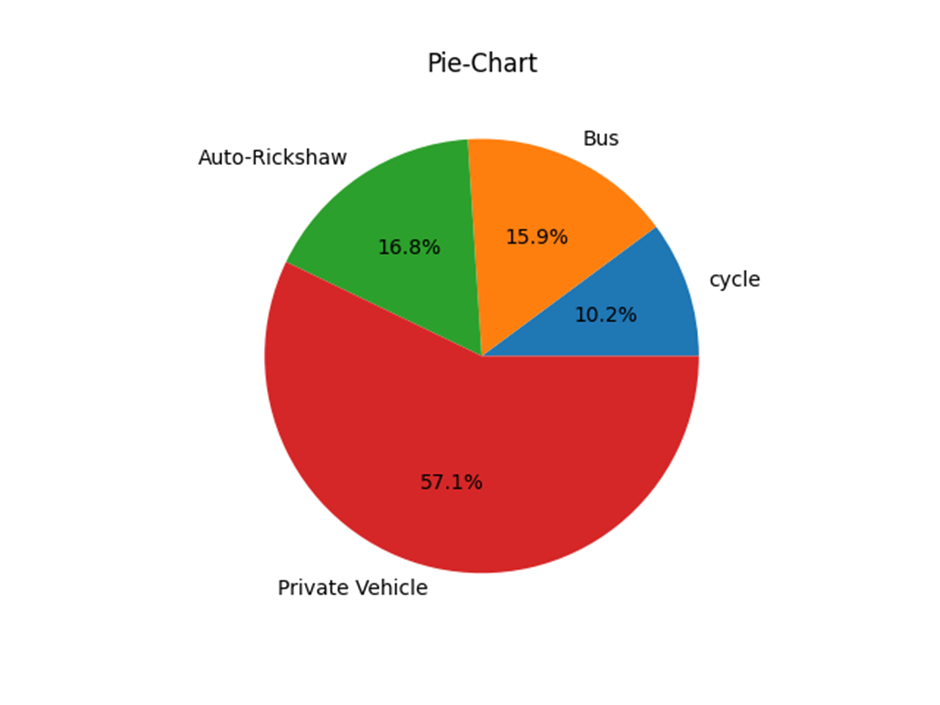 Pie-Chart
Bus
Auto-Rickshaw
15.9%
16.8%
cycle
10.2%
57.1%
Private Vehicle